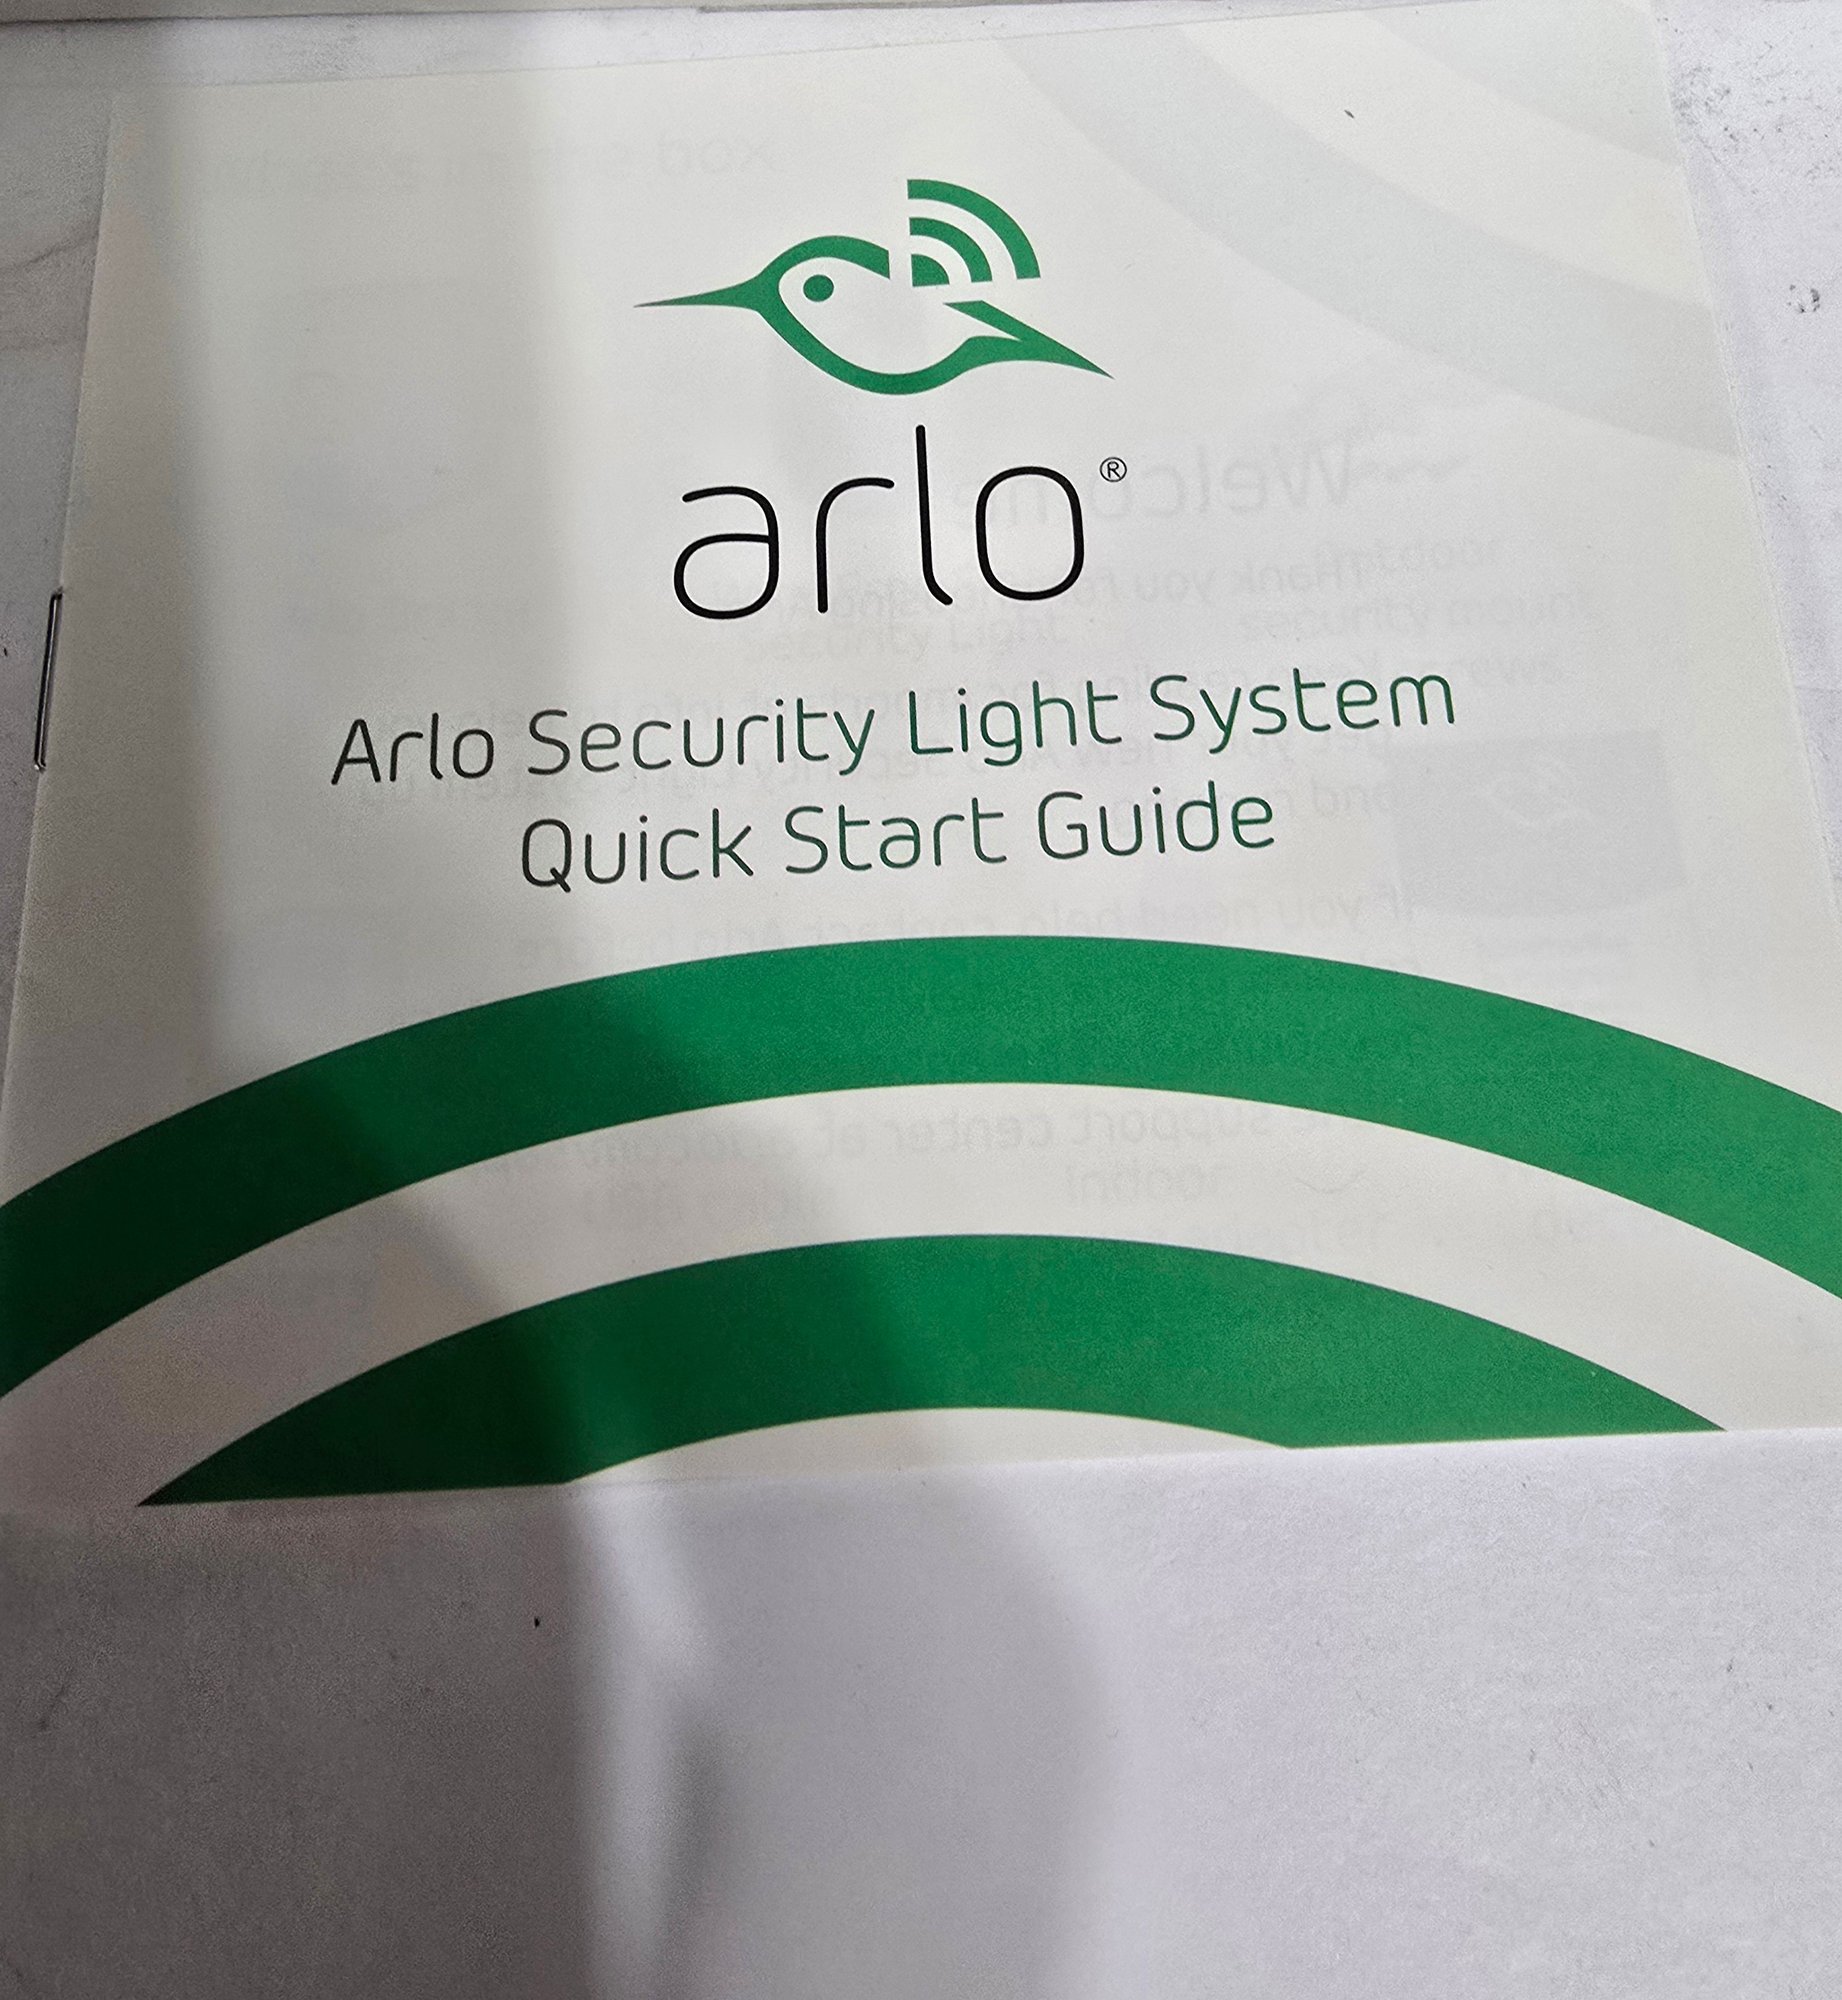 arlo®
Arlo Security Light System
Quick Start Guide